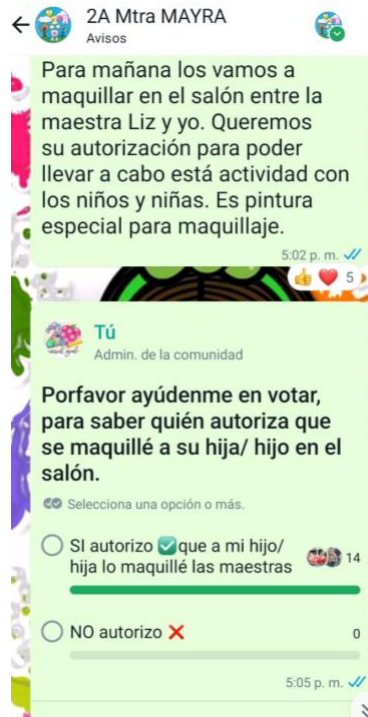 2A Mtra MAYRA
Avisos
Para mañana los vamos a
maquillar en el salón entre la
maestra Liz y yo. Queremos
su autorización para poder
llevar a cabo está actividad con
los niños y niñas. Es pintura
especial para maquillaje.
5:02 p. m.
👍 ❤️ 5
Tú
Admin. de la comunidad
Porfavor ayúdenme en votar,
para saber quién autoriza que
se maquillé a su hija/ hijo en el
salón.
Selecciona una opción o más.
SI autorizo ✅que a mi hijo/
hija lo maquillé las maestras 14
NO autorizo ❌ 0
5:05 p. m.